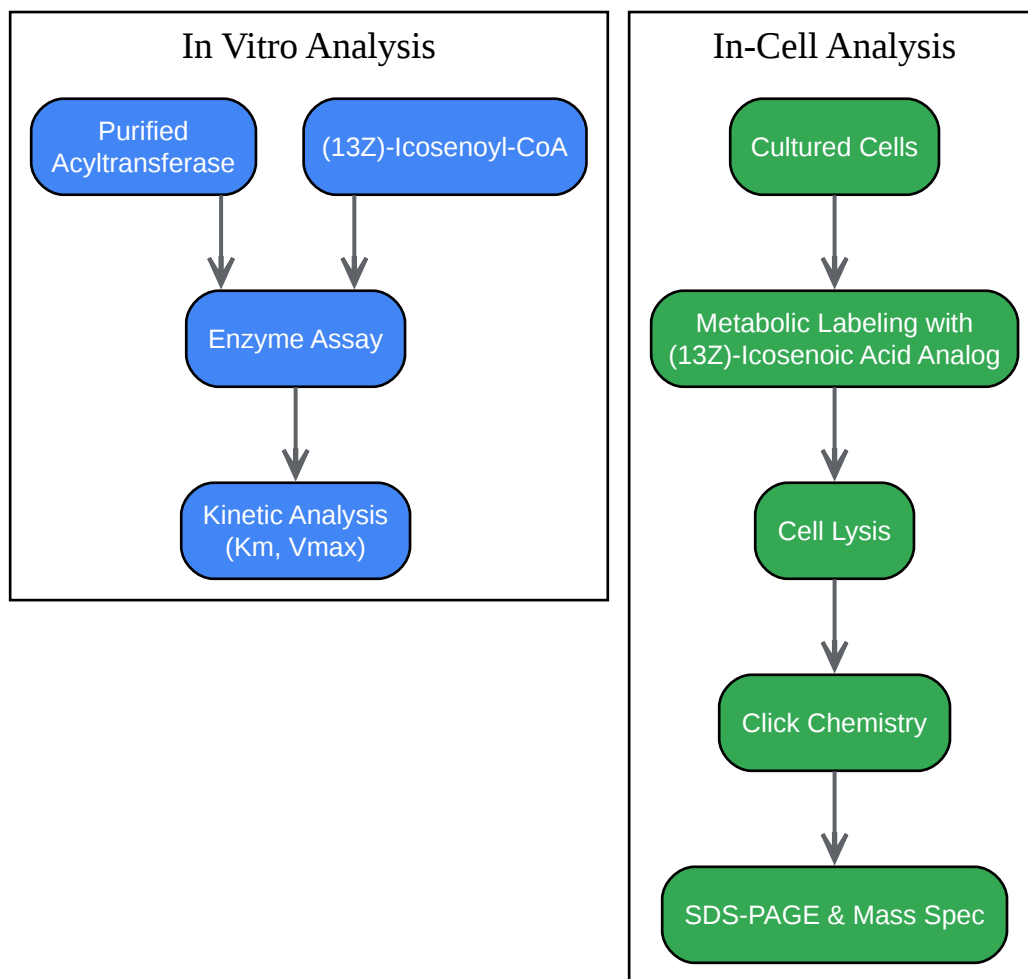 In Vitro Analysis
Purified
Acyltransferase
(13Z)-Icosenoyl-CoA
Enzyme Assay
Kinetic Analysis
(Km, Vmax)
In-Cell Analysis
Cultured Cells
Metabolic Labeling with
(13Z)-Icosenoic Acid Analog
Cell Lysis
Click Chemistry
SDS-PAGE & Mass Spec